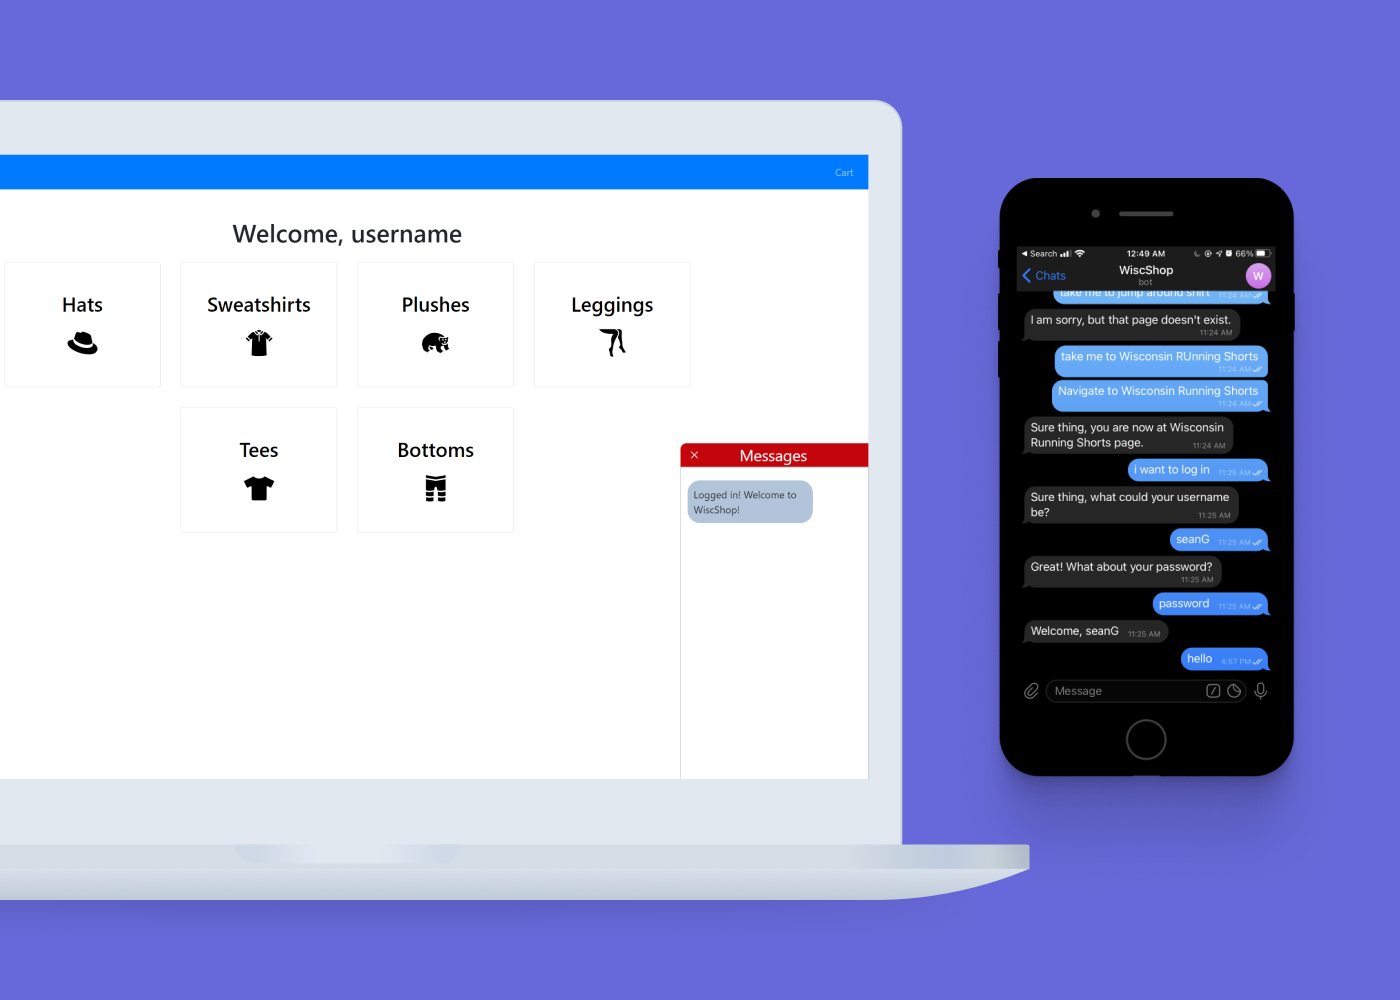 Cart
Welcome, username
Hats
Sweatshirts
Plushes
Leggings
Tees
Bottoms
Messages
Logged in! Welcome to
WiscShop!
Search
12:49 AM
66%
Chats
WiscShop
bot
W
take me to jump around shirt 11:24 AM
I am sorry, but that page doesn't exist.
11:24 AM
take me to Wisconsin RUnning Shorts
11:24 AM
Navigate to Wisconsin Running Shorts
11:24 AM
Sure thing, you are now at Wisconsin
Running Shorts page. 11:24 AM
i want to log in 11:25 AM
Sure thing, what could your username
be? 11:25 AM
seanG 11:25 AM
Great! What about your password?
11:25 AM
password 11:25 AM
Welcome, seanG 11:25 AM
hello 4:57 PM
Message